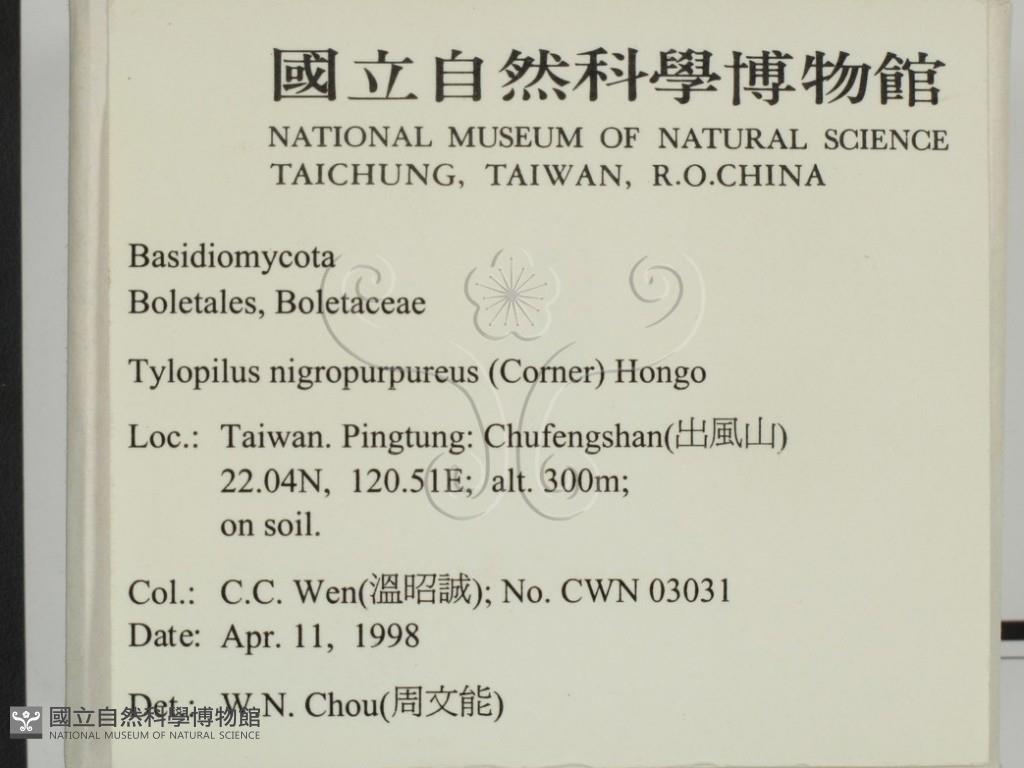 國立自然科學博物館
NATIONAL MUSEUM OF NATURAL SCIENCE
TAICHUNG, TAIWAN, R.O.CHINA
Basidiomycota
Boletales, Boletaceae
Tylopilus nigropurpureus (Corner) Hongo
Loc.: Taiwan. Pingtung: Chufengshan(出風山)
22.04N, 120.51E; alt. 300m;
on soil.
Col.: C.C. Wen(溫昭誠); No. CWN 03031
Date: Apr. 11, 1998
Det.: W.N. Chou(周文能)
國立自然科學博物館
NATIONAL MUSEUM OF NATURAL SCIENCE